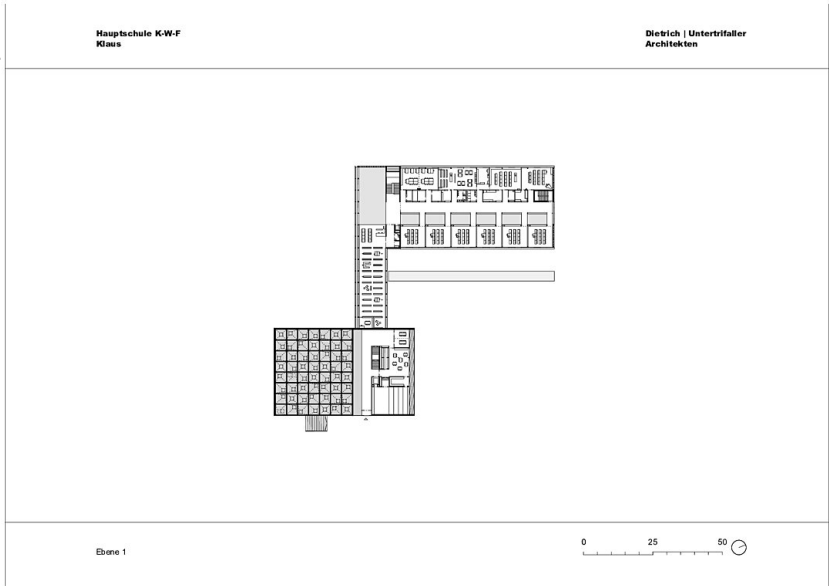 Hauptschule K-W-F
Klaus
Dietrich | Untertrifaller
Architekten
Ebene 1
0 25 50